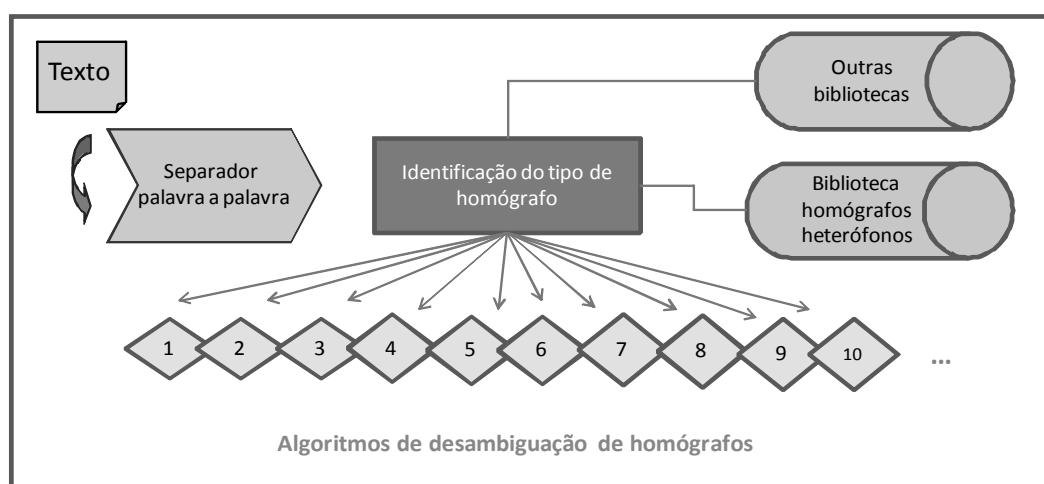 Texto
Separador
palavra a palavra
Identificação do tipo de
homógrafo
Outras
bibliotecas
Biblioteca
homógrafos
heterófonos
1 2 3 4 5 6 7 8 9 10 ...
Algoritmos de desambiguação de homógrafos